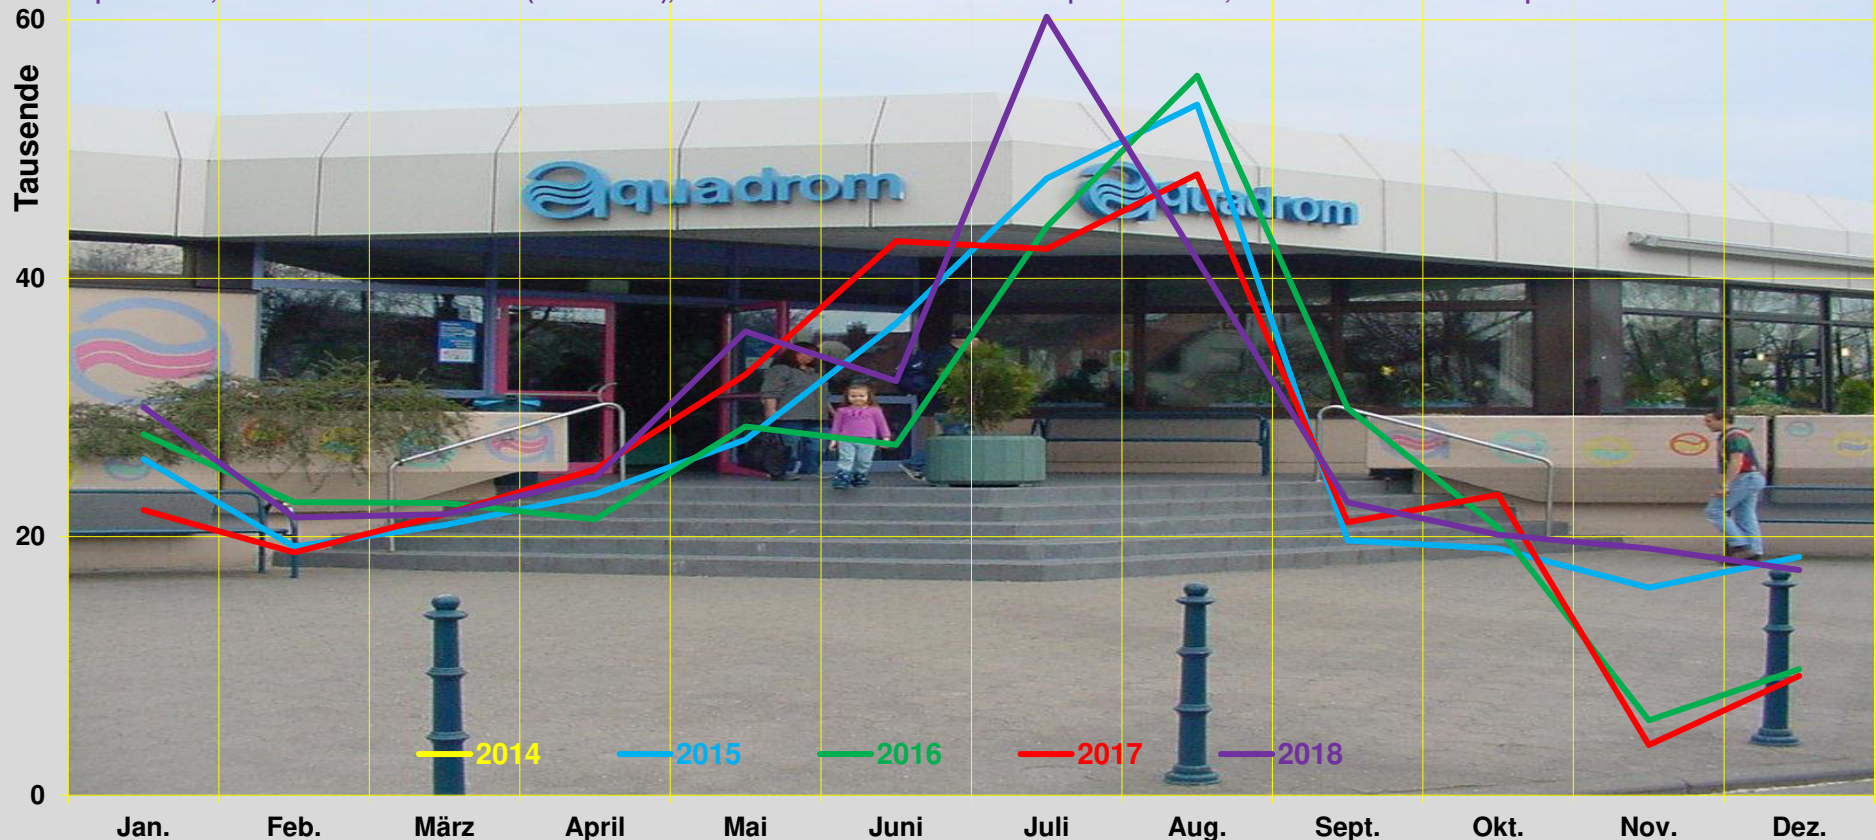 60
Tausende
aquadrom
aquadrom
40
20
2014 2015 2016 2017 2018
0
Jan. Feb. März April Mai Juni Juli Aug. Sept. Okt. Nov. Dez.